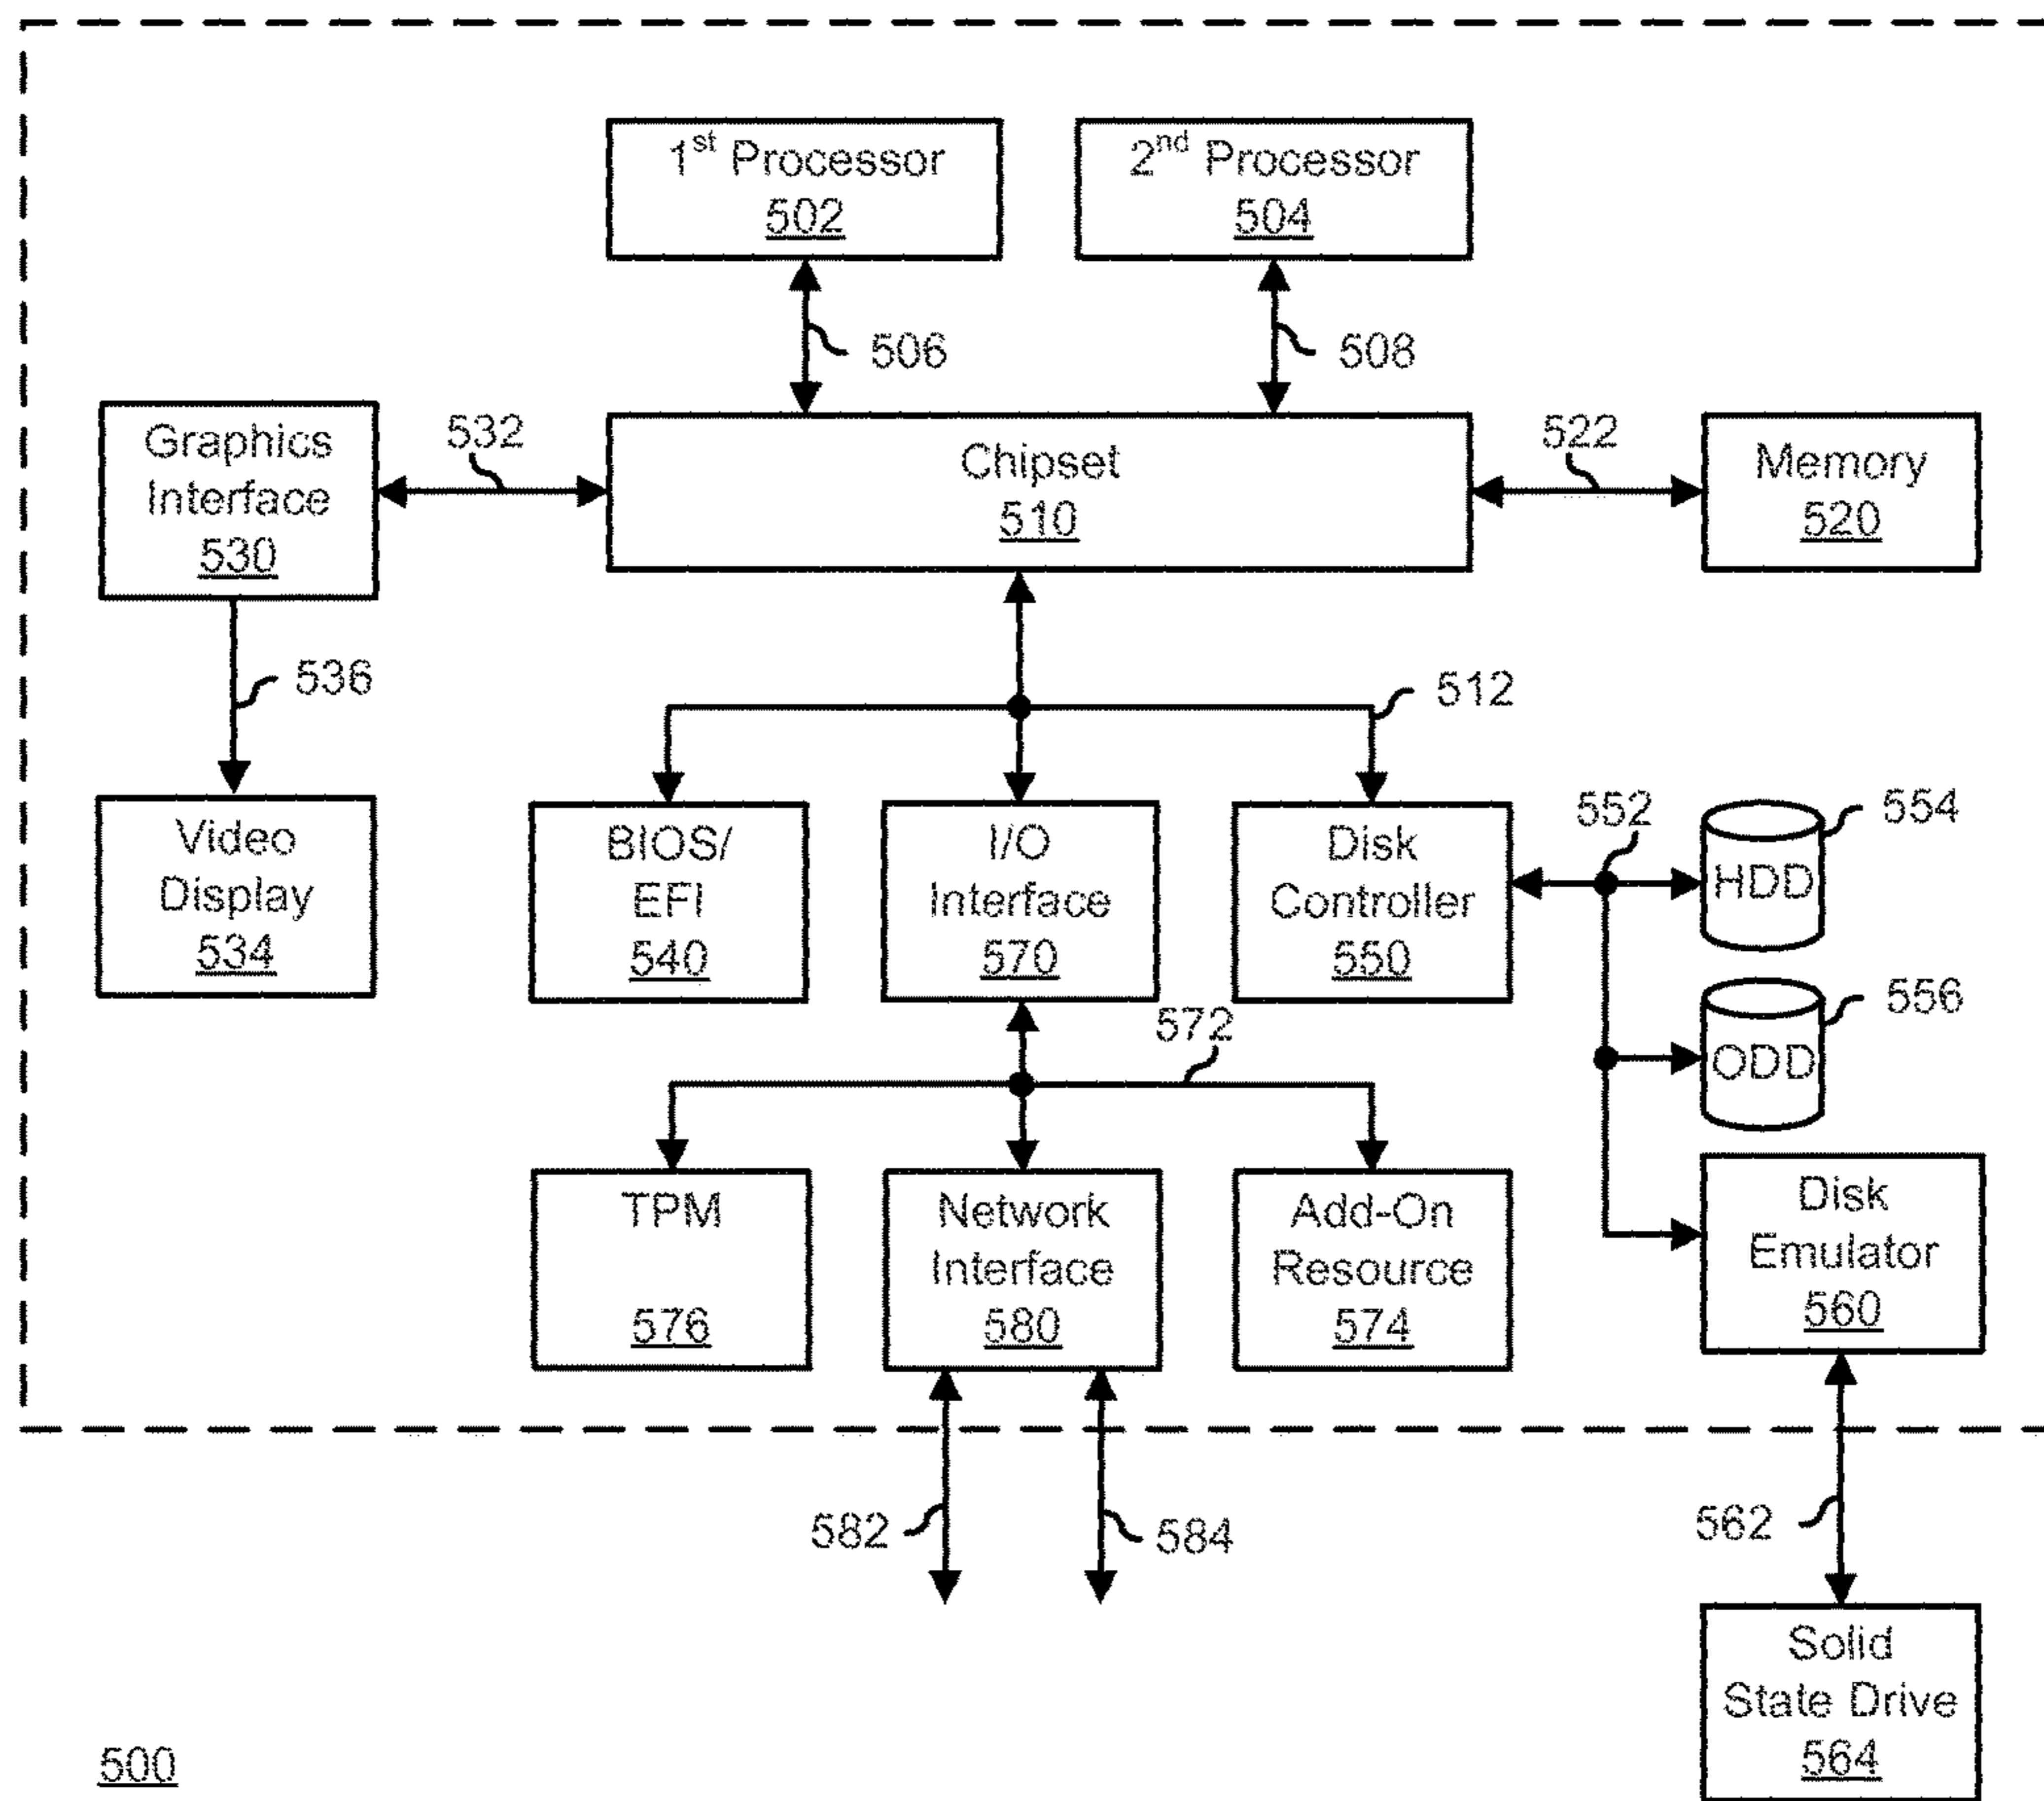 1st Processor
502
2nd Processor
504
506
508
Graphics
Interface
530
532
Chipset
510
522
Memory
520
536
512
Video
Display
534
BIOS/
EFI
540
I/O
Interface
570
Disk
Controller
550
552
HDD
554
ODD
556
572
TPM
576
Network
Interface
580
Add-On
Resource
574
Disk
Emulator
560
582
584
562
Solid
State Drive
564
500